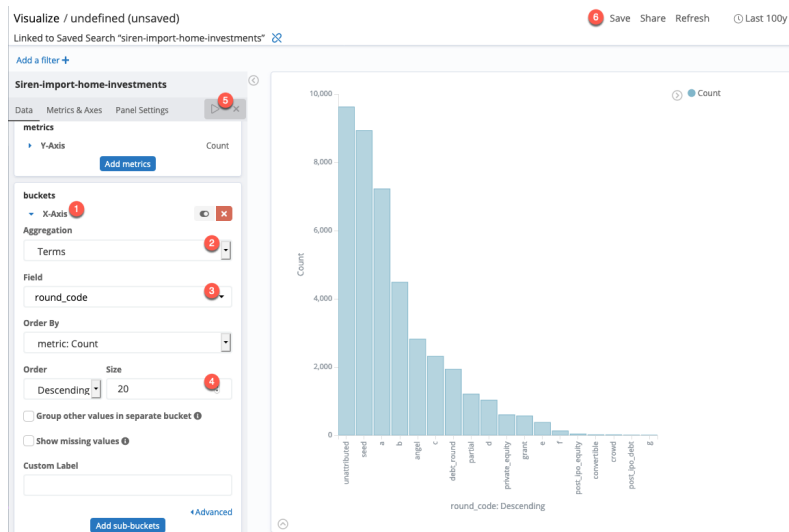 Visualize / undefined (unsaved)
6 Save Share Refresh Last 100y
Linked to Saved Search “siren-import-home-investments”
Add a filter +
Siren-import-home-investments
Data Metrics & Axes Panel Settings 5
metrics
Y-Axis Count
Add metrics
buckets
X-Axis 1
Aggregation
Terms 2
Field
round_code 3
Order By
metric: Count
Order Size
Descending 20 4
Group other values in separate bucket
Show missing values
Custom Label
Advanced
Add sub-buckets
Count
10,000
8,000
6,000
4,000
2,000
0
Count
unattributed
seed
a
b
angel
c
debt_round
partial
d
private_equity
grant
e
f
post_ipo_equity
convertible
crowd
post_ipo_debt
g
round_code: Descending